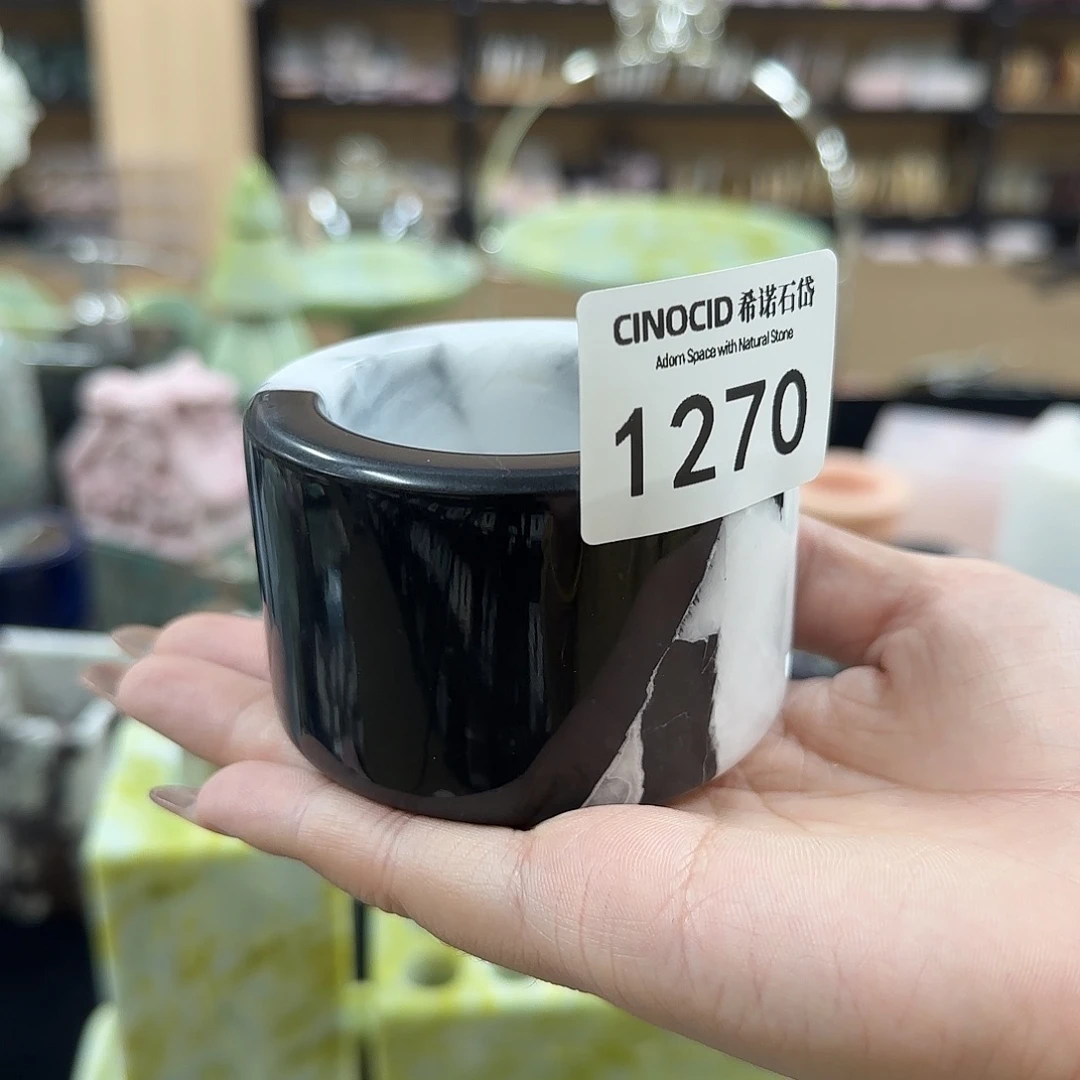 CINOCID 希诺石岱
Adorn Space with Natural Stone
1270